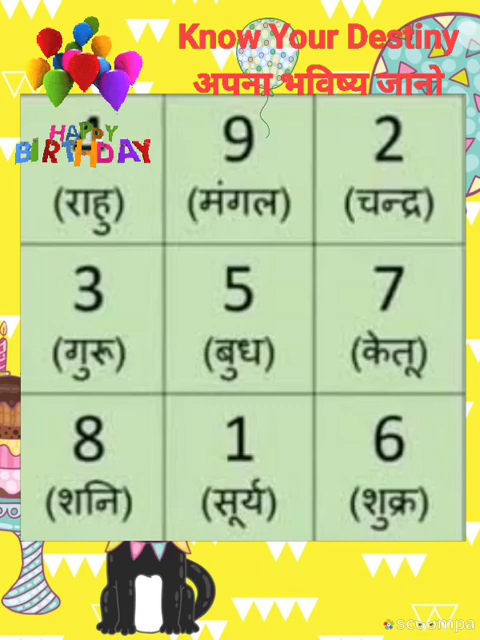 Know Your Destiny
अपना भविष्य जानो
HAPPY
BIRTHDAY
4 9 2
(राहु) (मंगल) (चन्द्र)
3 5 7
(गुरू) (बुध) (केतू)
8 1 6
(शनि) (सूर्य) (शुक्र)
scoompa